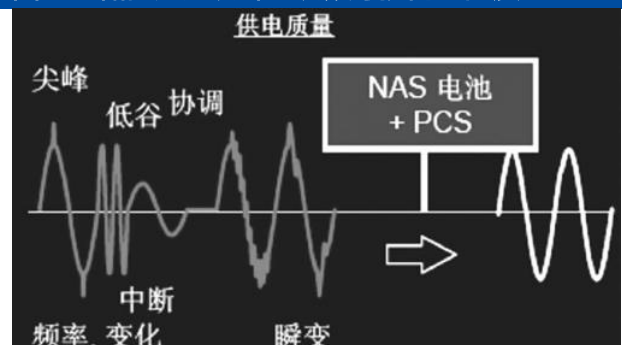 供电质量
尖峰
低谷 协调
NAS 电池
+ PCS
中断
频率 变化
瞬变